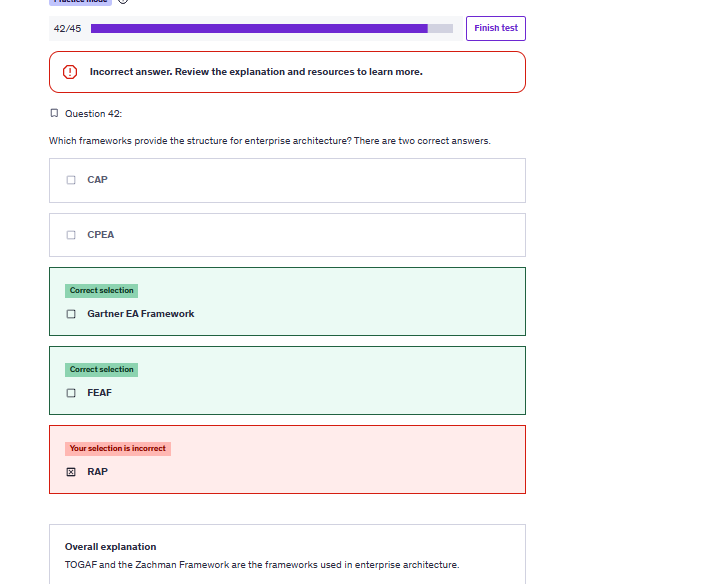 Practice mode
42/45
Finish test
Incorrect answer. Review the explanation and resources to learn more.
Question 42:
Which frameworks provide the structure for enterprise architecture? There are two correct answers.
CAP
CPEA
Correct selection
Gartner EA Framework
Correct selection
FEAF
Your selection is incorrect
RAP
Overall explanation
TOGAF and the Zachman Framework are the frameworks used in enterprise architecture.